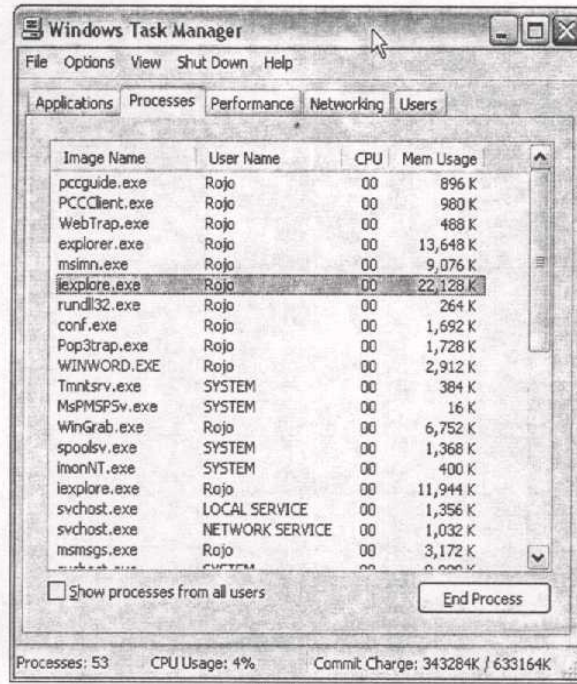 Windows Task Manager
File Options View Shut Down Help
Applications Processes Performance Networking Users
Image Name User Name CPU Mem Usage
pccguide.exe Rojo 00 896 K
PCCClient.exe Rojo 00 980 K
WebTrap.exe Rojo 00 488 K
explorer.exe Rojo 00 13,648 K
msimn.exe Rojo 00 9,076 K
iexplore.exe Rojo 00 22,128 K
rundll32.exe Rojo 00 264 K
conf.exe Rojo 00 1,692 K
Pop3trap.exe Rojo 00 1,728 K
WINWORD.EXE Rojo 00 2,912 K
Tmntsrv.exe SYSTEM 00 384 K
MsPMSPSv.exe SYSTEM 00 16 K
WinGrab.exe Rojo 00 6,752 K
spoolsv.exe SYSTEM 00 1,368 K
imonNT.exe SYSTEM 00 400 K
iexplore.exe Rojo 00 11,944 K
svchost.exe LOCAL SERVICE 00 1,356 K
svchost.exe NETWORK SERVICE 00 1,032 K
msmsgs.exe Rojo 00 3,172 K
Show processes from all users
End Process
Processes: 53 CPU Usage: 4% Commit Charge: 343284K / 633164K